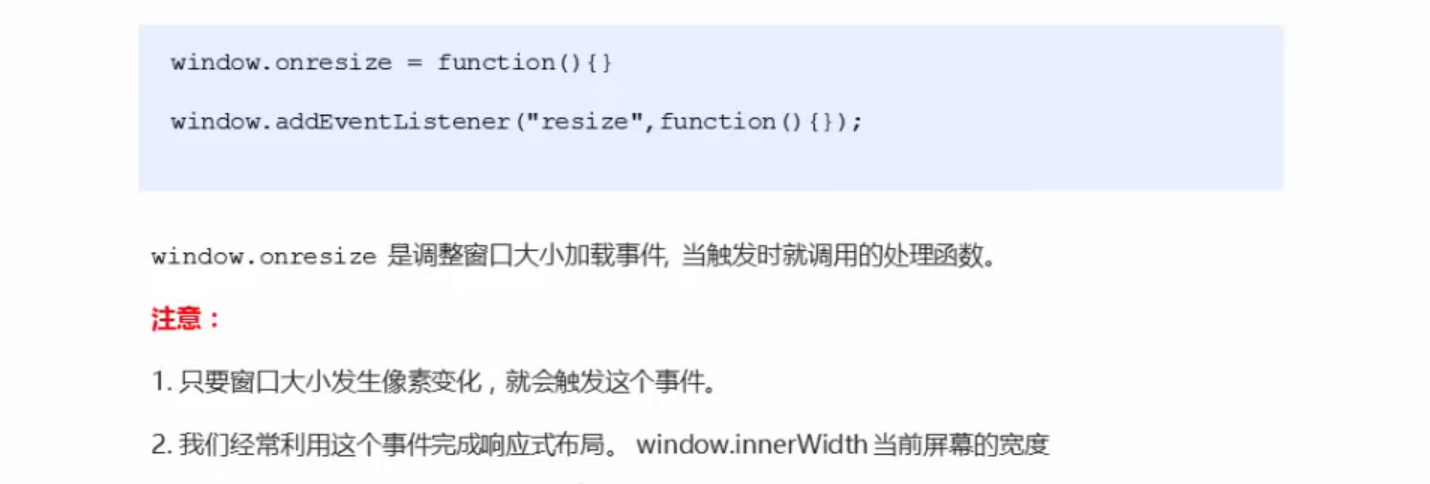 window.onresize = function(){}
window.addEventListener("resize",function(){});
window.onresize 是调整窗口大小加载事件, 当触发时就调用的处理函数。
注意：
1. 只要窗口大小发生像素变化，就会触发这个事件。
2. 我们经常利用这个事件完成响应式布局。 window.innerWidth 当前屏幕的宽度